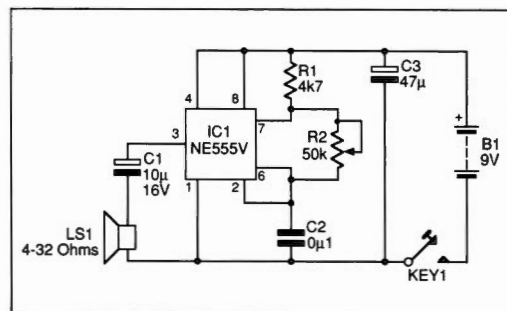 R1
4k7
C3
47µ
4
8
7
3
IC1
NE555V
R2
50k
6
+
B1
9V
C1
10µ
16V
1
2
LS1
4-32 Ohms
C2
0µ1
KEY1